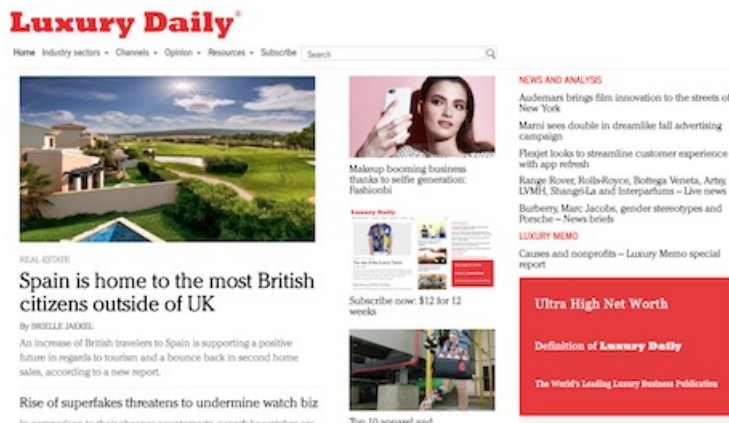 Luxury Daily®
Home Industry sectors Channels Opinion Resources Subscribe Search
REAL ESTATE
Spain is home to the most British
citizens outside of UK
By BRIELLE JAEKEL
An increase of British travelers to Spain is supporting a positive
future in regards to tourism and a bounce back in second home
sales, according to a new report.
Rise of superfakes threatens to undermine watch biz
Makeup booming business
thanks to selfie generation:
Fashionbi
Luxury Daily
Subscribe now: $12 for 12
weeks
Top 10 apparel and
NEWS AND ANALYSIS
Audemars brings film innovation to the streets of
New York
Marni sees double in dreamlike fall advertising
campaign
Flexjet looks to streamline customer experience
with app refresh
Range Rover, Rolls-Royce, Bottega Veneta, Artsy,
LVMH, Shangri-La and Interparfums – Live news
Burberry, Marc Jacobs, gender stereotypes and
Porsche – News briefs
LUXURY MEMO
Causes and nonprofits – Luxury Memo special
report
Ultra High Net Worth
Definition of Luxury Daily
The World's Leading Luxury Business Publication